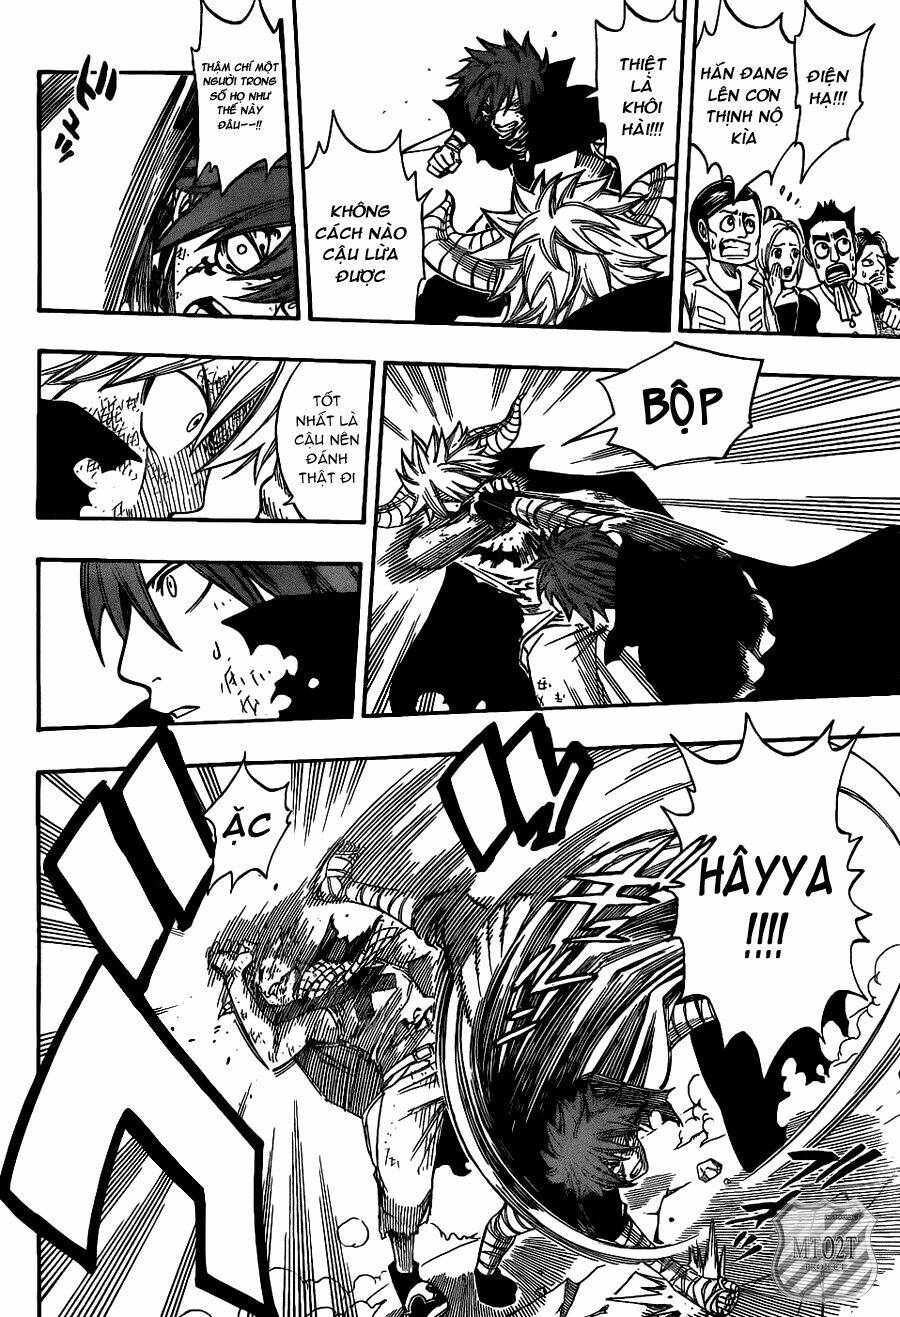 ĐIỆN
HẠ!!!
HẮN ĐANG
LÊN CƠN
THỊNH NỘ
KÌA
THIỆT
LÀ
KHÔI
HÀI!!!
KHÔNG
CÁCH NÀO
CẬU LỪA
ĐƯỢC
THẬM CHÍ MỘT
NGƯỜI TRONG
SỐ HỌ NHƯ
THẾ NÀY
ĐÂU--!!
BỘP
TỐT
NHẤT LÀ
CẬU NÊN
ĐÁNH
THẬT ĐI
HÂYYA
!!!!
ẶC
M102T
PROJECT